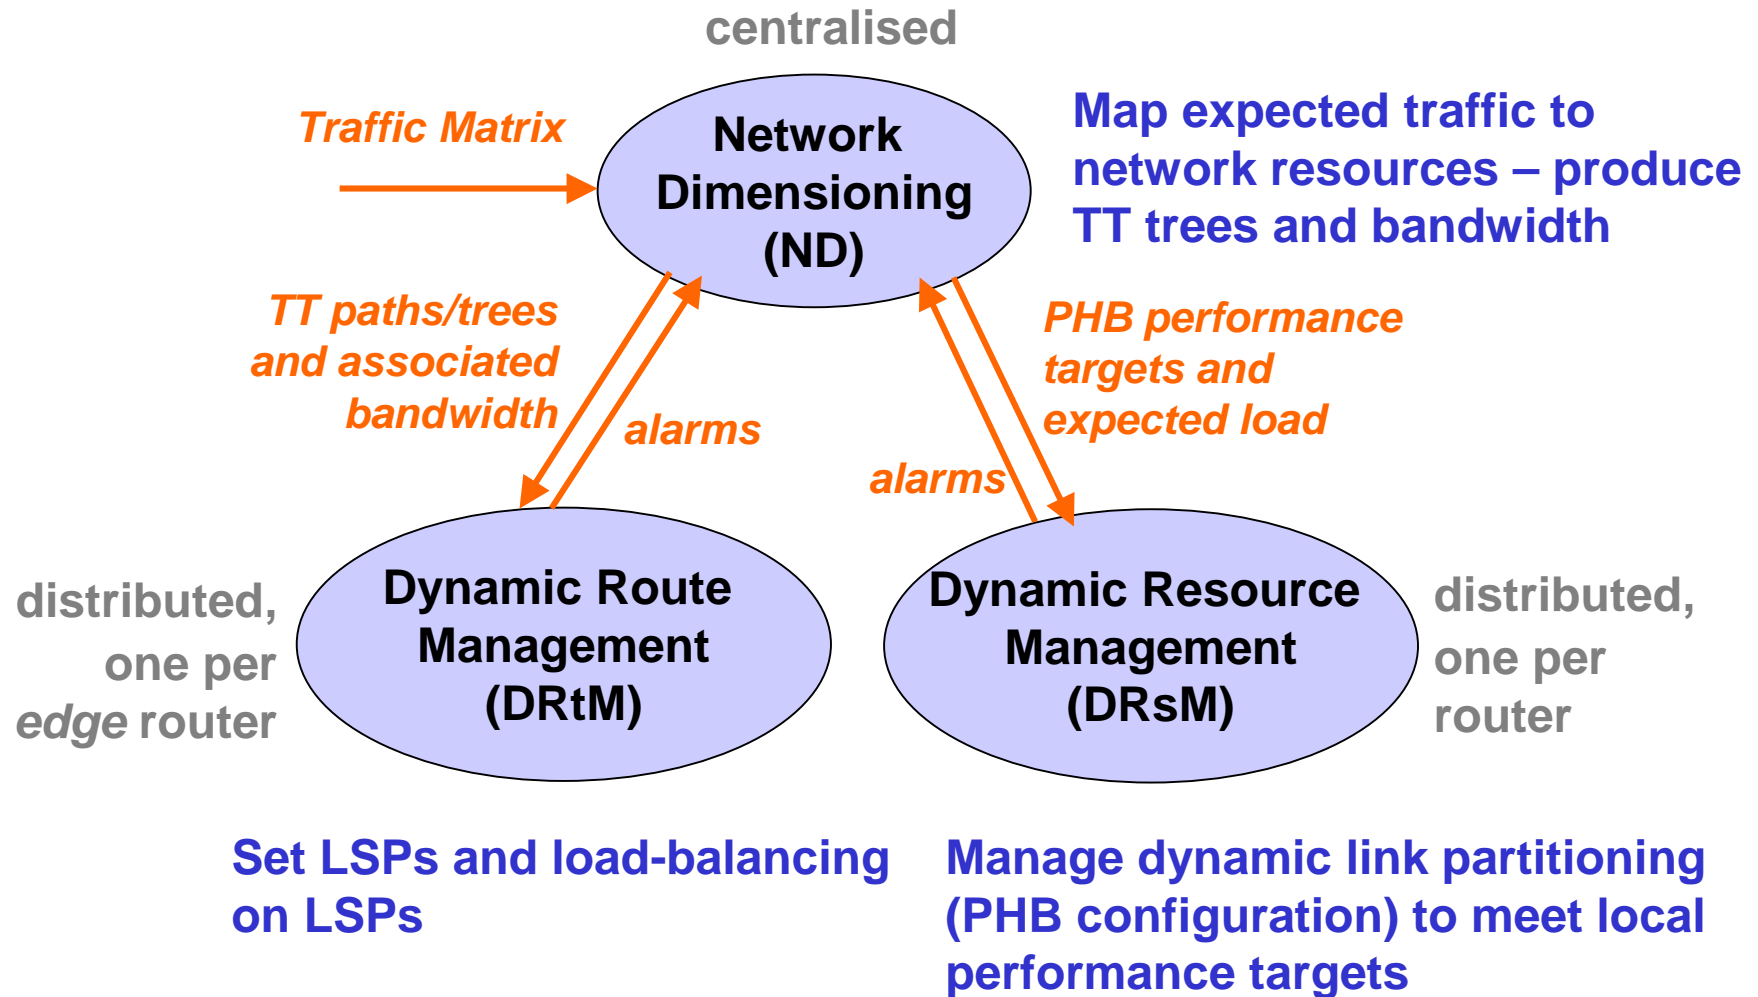 centralised
Traffic Matrix
Network
Dimensioning
(ND)
Map expected traffic to
network resources – produce
TT trees and bandwidth
TT paths/trees
and associated
bandwidth
alarms
alarms
PHB performance
targets and
expected load
distributed,
one per
edge router
Dynamic Route
Management
(DRtM)
Dynamic Resource
Management
(DRsM)
distributed,
one per
router
Set LSPs and load-balancing
on LSPs
Manage dynamic link partitioning
(PHB configuration) to meet local
performance targets